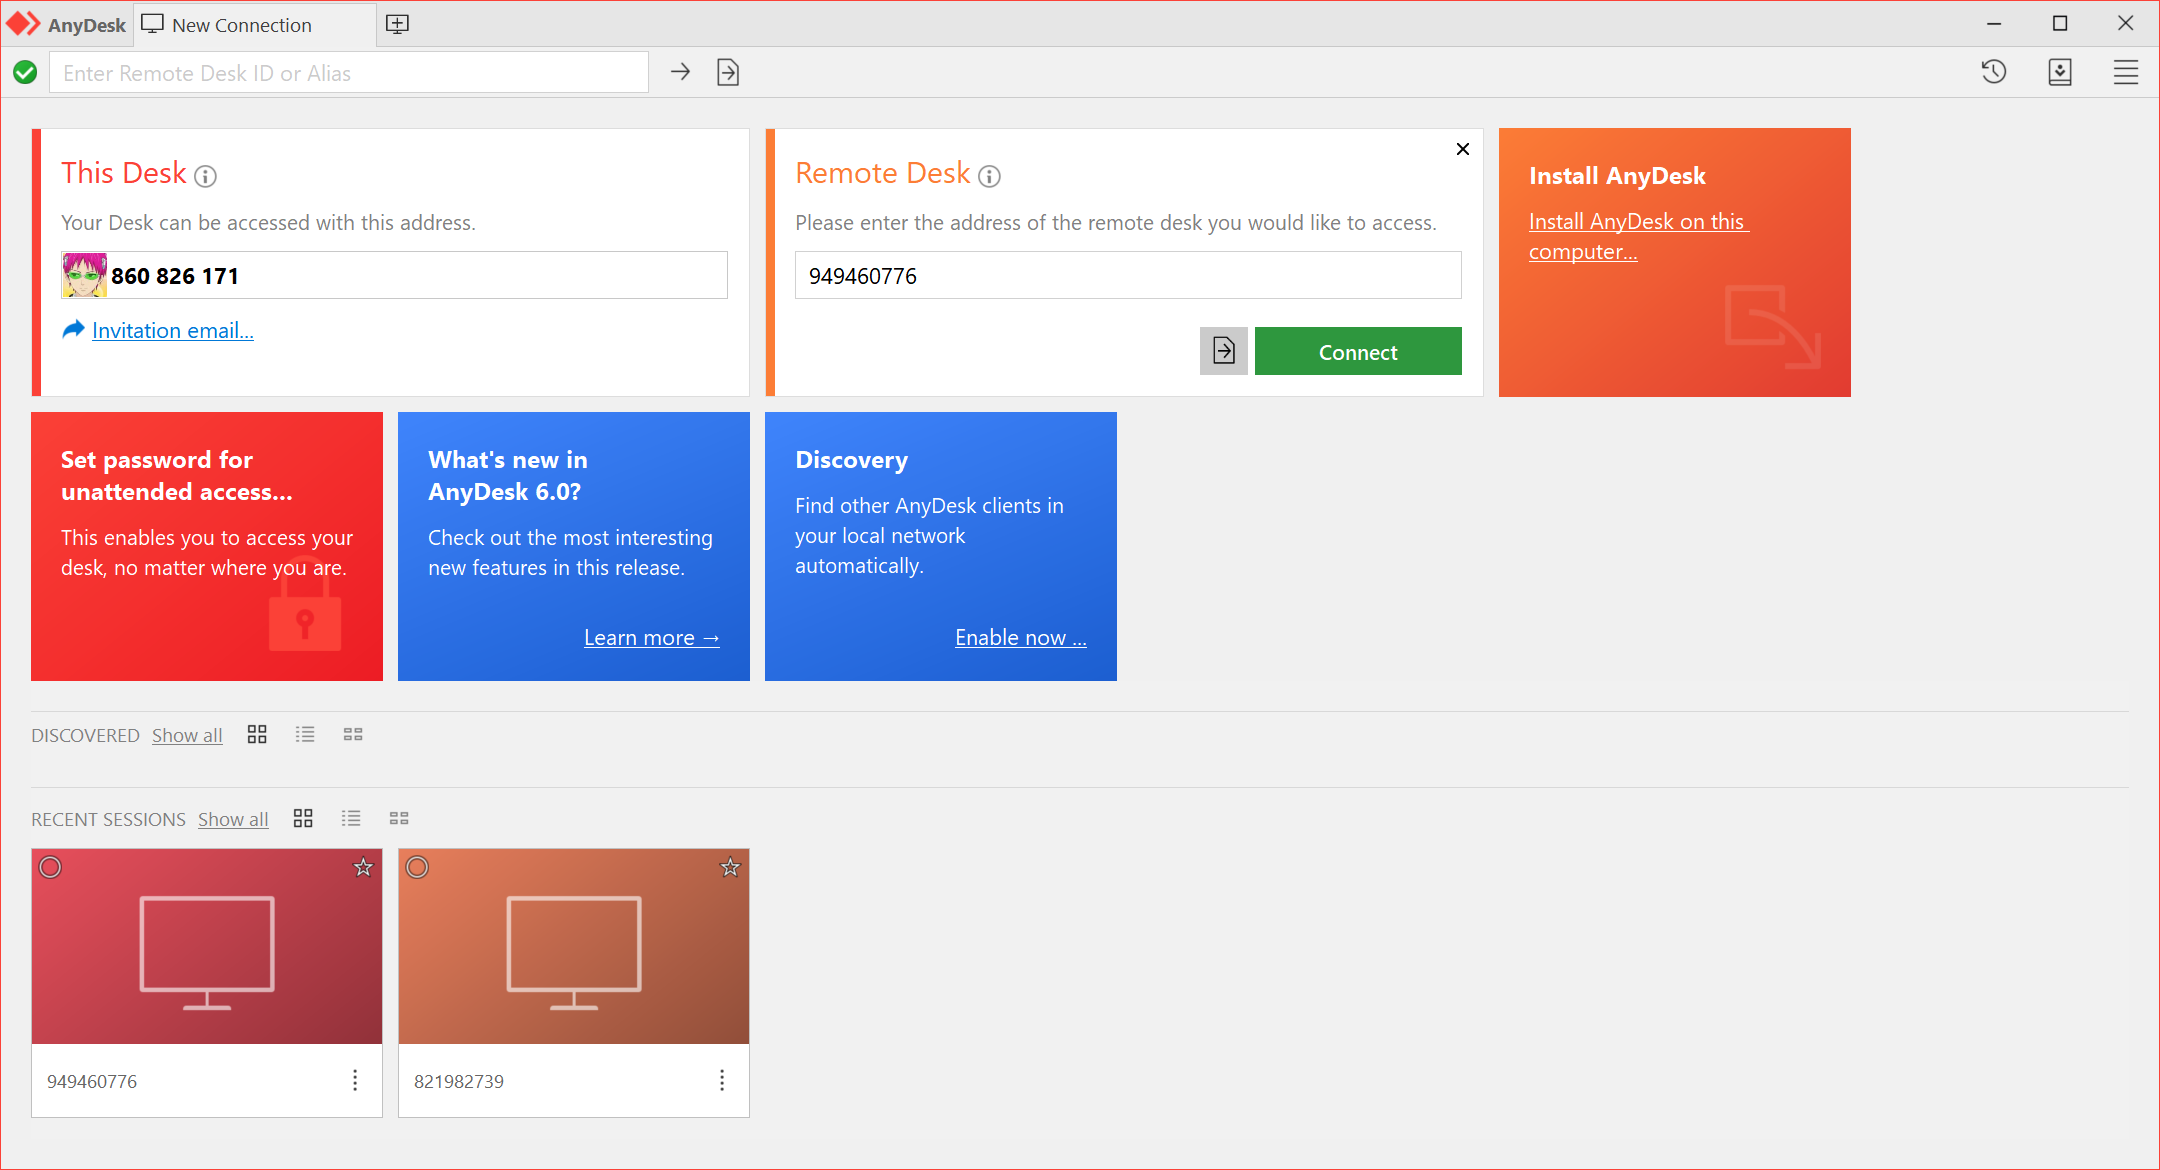 AnyDesk
New Connection
Enter Remote Desk ID or Alias
This Desk
Your Desk can be accessed with this address.
860 826 171
Invitation email...
Remote Desk
Please enter the address of the remote desk you would like to access.
949460776
Connect
Install AnyDesk
Install AnyDesk on this
computer...
Set password for
unattended access...
This enables you to access your
desk, no matter where you are.
What's new in
AnyDesk 6.0?
Check out the most interesting
new features in this release.
Learn more →
Discovery
Find other AnyDesk clients in
your local network
automatically.
Enable now ...
DISCOVERED Show all
RECENT SESSIONS Show all
949460776
821982739